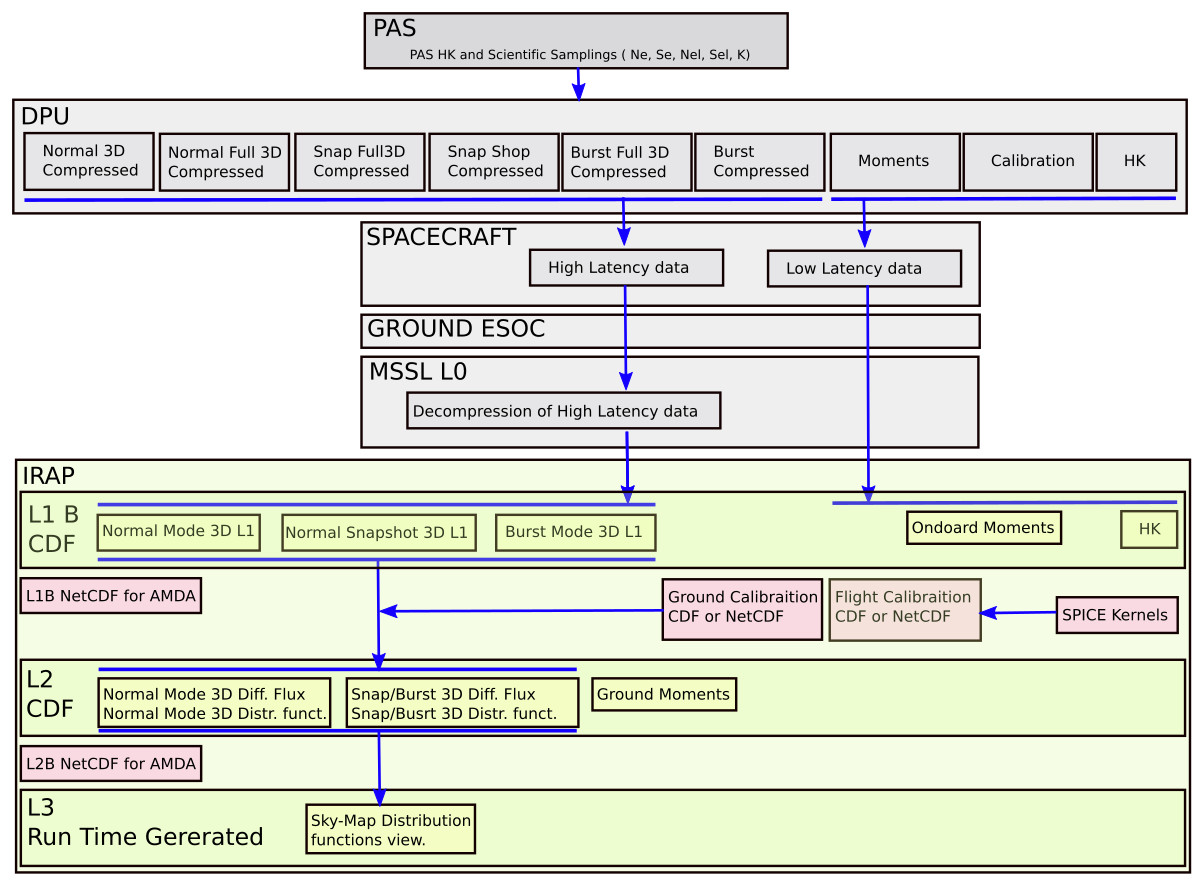 PAS
PAS HK and Scientific Samplings ( Ne, Se, Nel, Sel, K)
DPU
Normal 3D
Compressed
Normal Full 3D
Compressed
Snap Full3D
Compressed
Snap Shop
Compressed
Burst Full 3D
Compressed
Burst
Compressed
Moments
Calibration
HK
SPACECRAFT
High Latency data
Low Latency data
GROUND ESOC
MSSL L0
Decompression of High Latency data
IRAP
L1 B
CDF
Normal Mode 3D L1
Normal Snapshot 3D L1
Burst Mode 3D L1
Ondoard Moments
HK
L1B NetCDF for AMDA
Ground Calibraition
CDF or NetCDF
Flight Calibraition
CDF or NetCDF
SPICE Kernels
L2
CDF
Normal Mode 3D Diff. Flux
Normal Mode 3D Distr. funct.
Snap/Burst 3D Diff. Flux
Snap/Busrt 3D Distr. funct.
Ground Moments
L2B NetCDF for AMDA
L3
Run Time Gererated
Sky-Map Distribution
functions view.